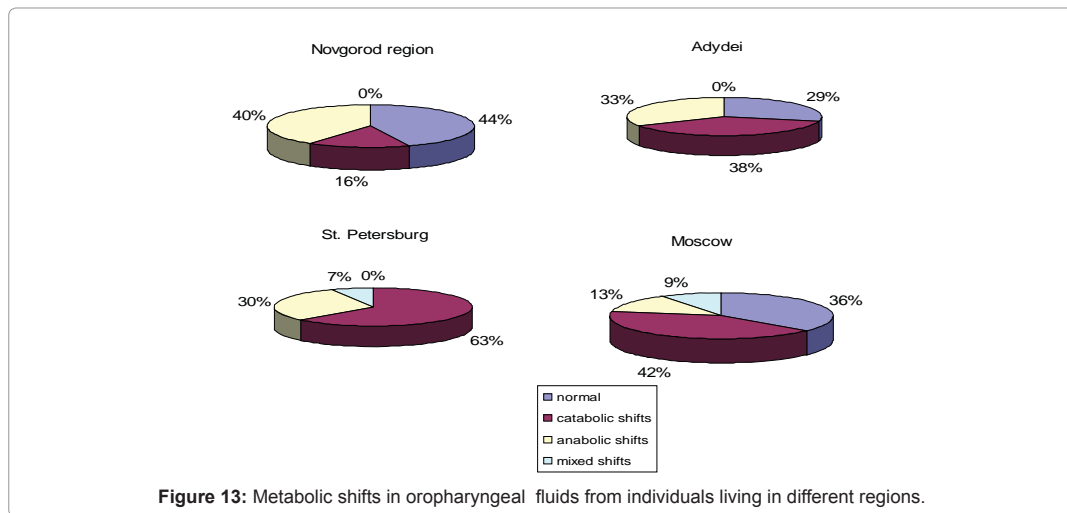 Novgorod region
0%
40%
44%
16%
Adydei
0%
33%
29%
38%
St. Petersburg
7% 0%
30%
63%
Moscow
9%
13%
36%
42%
normal
catabolic shifts
anabolic shifts
mixed shifts
Figure 13: Metabolic shifts in oropharyngeal fluids from individuals living in different regions.